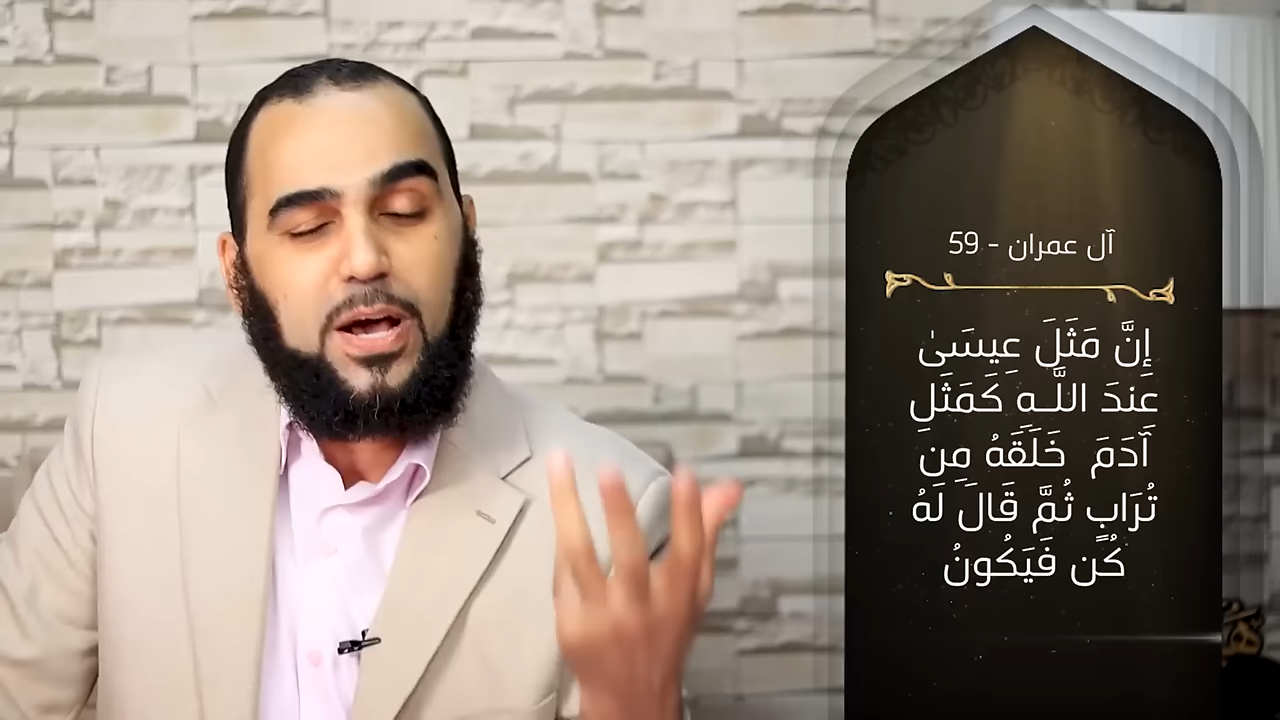 آل عمران - 59
إِنَّ مَثَلَ عِيسَىٰ
عِندَ اللَّـهِ كَمَثَلِ
آدَمَ خَلَقَهُ مِن
تُرَابٍ ثُمَّ قَالَ لَهُ
كُن فَيَكُونُ